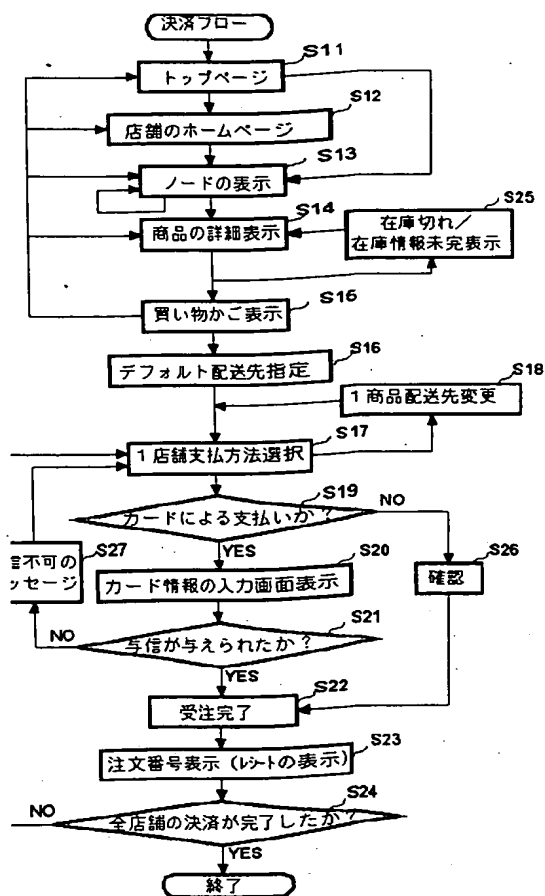 決済フロー
S11
トップページ
S12
店舗のホームページ
S13
ノードの表示
S14
商品の詳細表示
S25
在庫切れ／
在庫情報未完表示
S15
買い物かご表示
S16
デフォルト配送先指定
S18
1商品配送先変更
S17
1店舗支払方法選択
S19
カードによる支払いか？
NO
YES
S27
信不可の
ッセージ
S20
カード情報の入力画面表示
S26
確認
S21
与信が与えられたか？
NO
YES
S22
受注完了
S23
注文番号表示（レシートの表示）
S24
全店舗の決済が完了したか？
NO
YES
終了